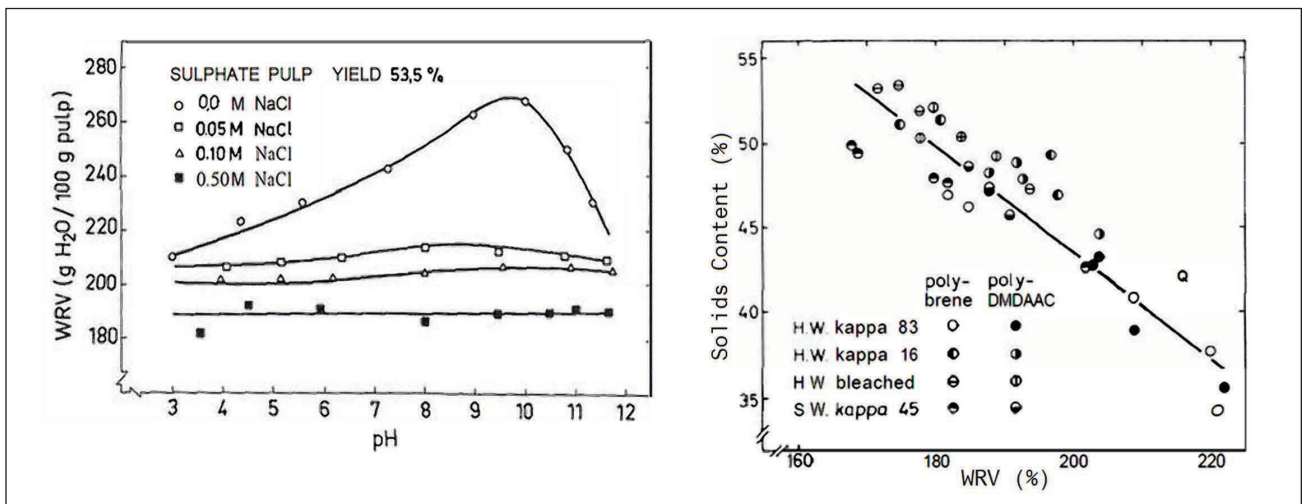 280
260
240
220
200
180
WRV (g H₂O / 100 g pulp)
SULPHATE PULP YIELD 53,5 %
0,0 M NaCl
0.05 M NaCl
0.10 M NaCl
0.50M NaCl
3 4 5 6 7 8 9 10 11 12
pH
55
50
45
40
35
Solids Content (%)
poly- poly-
brene DMDAAC
H.W. kappa 83
H.W. kappa 16
H.W bleached
S.W. kappa 45
Q
160 180 200 220
WRV (%)